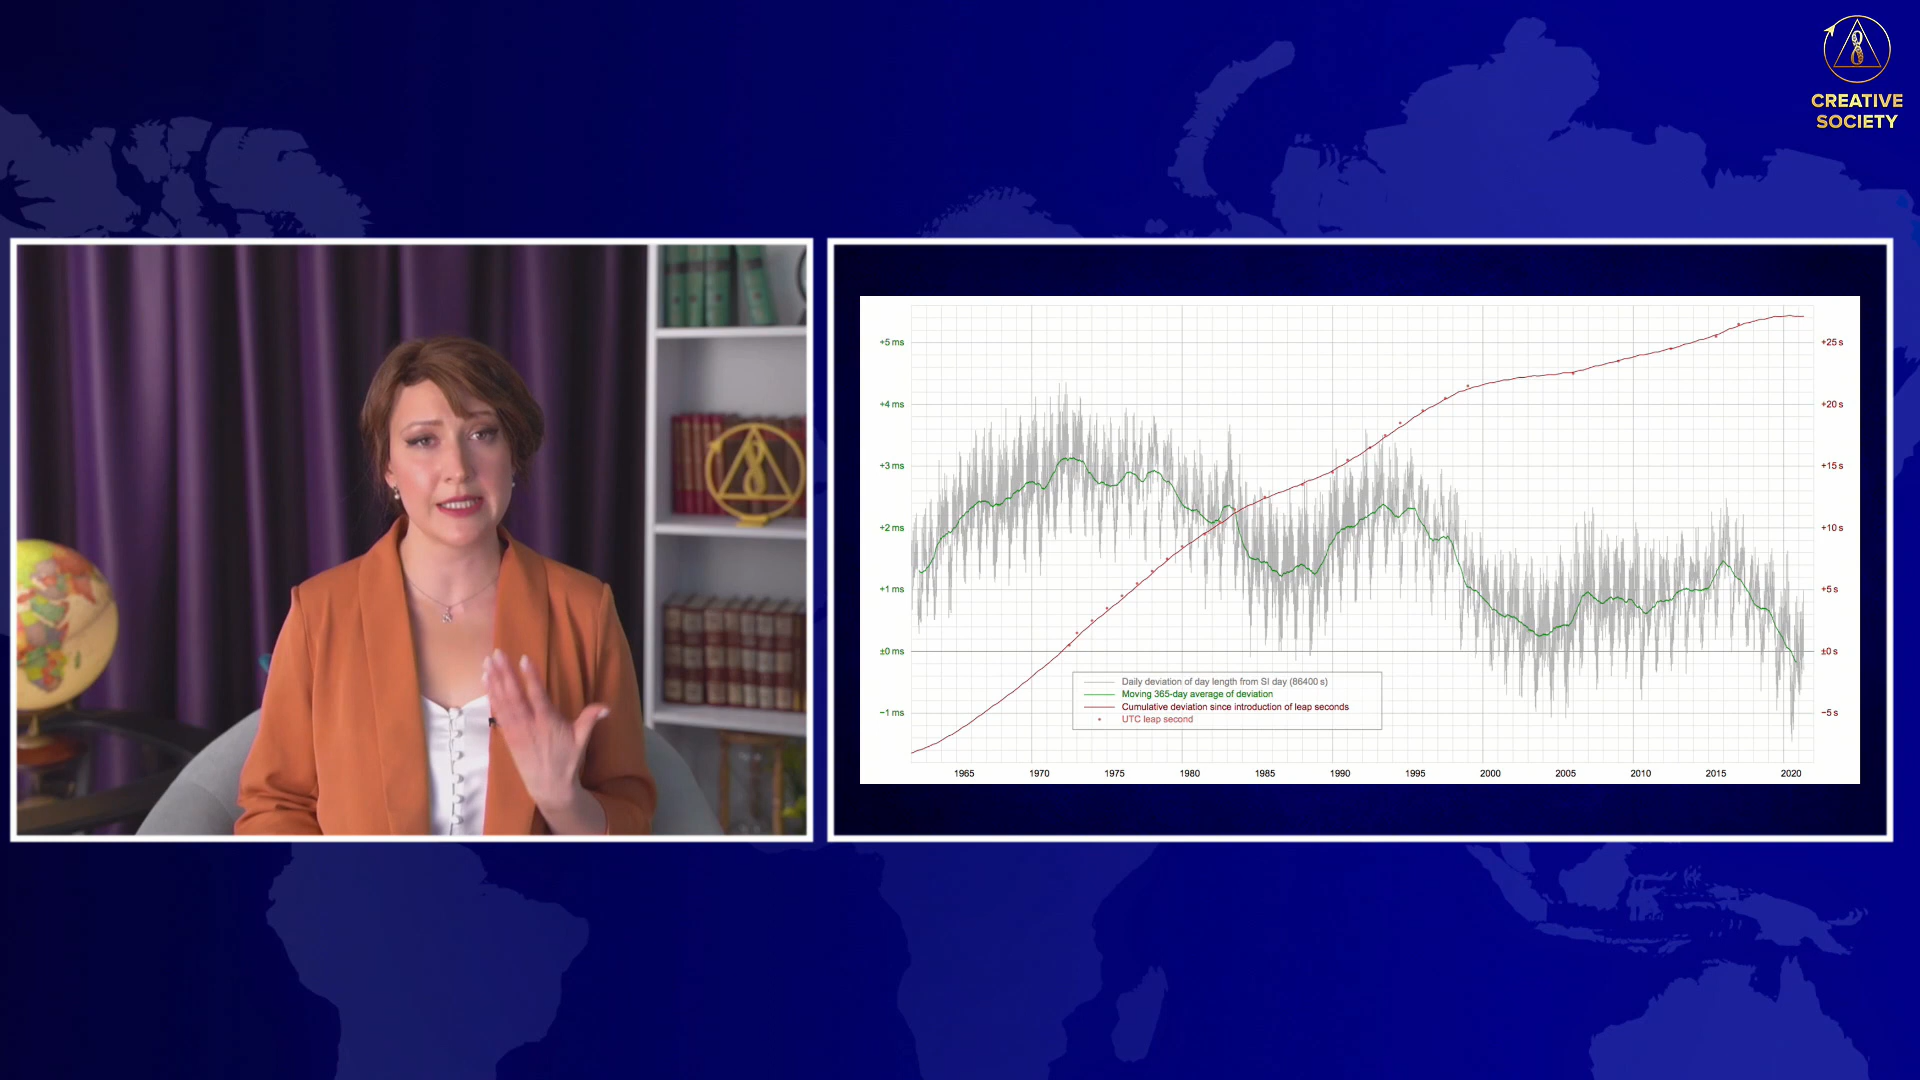 CREATIVE
SOCIETY
+5 ms
+4 ms
+3 ms
+2 ms
+1 ms
±0 ms
−1 ms
+25 s
+20 s
+15 s
+10 s
+5 s
±0 s
−5 s
Daily deviation of day length from SI day (86400 s)
Moving 365-day average of deviation
Cumulative deviation since introduction of leap seconds
UTC leap second
1965 1970 1975 1980 1985 1990 1995 2000 2005 2010 2015 2020